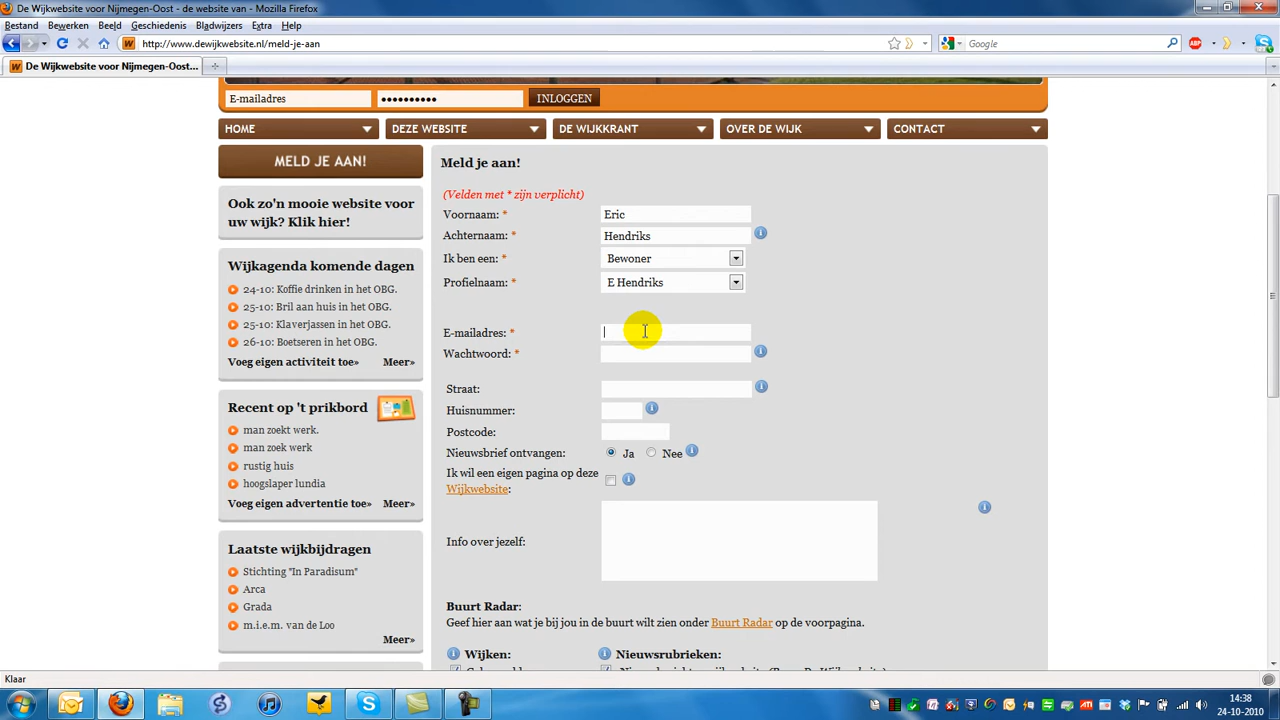 De Wijkwebsite voor Nijmegen-Oost - de website van - Mozilla Firefox
Bestand Bewerken Beeld Geschiedenis Bladwijzers Extra Help
http://www.dewijkwebsite.nl/meld-je-aan
Google
ABP
De Wijkwebsite voor Nijmegen-Oost...
E-mailadres
••••••••••
INLOGGEN
HOME
DEZE WEBSITE
DE WIJKKRANT
OVER DE WIJK
CONTACT
MELD JE AAN!
Ook zo'n mooie website voor
uw wijk? Klik hier!
Wijkagenda komende dagen
24-10: Koffie drinken in het OBG.
25-10: Bril aan huis in het OBG.
25-10: Klaverjassen in het OBG.
26-10: Boetseren in het OBG.
Voeg eigen activiteit toe» Meer»
Recent op 't prikbord
man zoekt werk.
man zoek werk
rustig huis
hoogslaper lundia
Voeg eigen advertentie toe» Meer»
Laatste wijkbijdragen
Stichting "In Paradisum"
Arca
Grada
m.i.e.m. van de Loo
Meer»
Meld je aan!
(Velden met * zijn verplicht)
Voornaam: * Eric
Achternaam: * Hendriks
Ik ben een: * Bewoner
Profielnaam: * E Hendriks
E-mailadres: *
Wachtwoord: *
Straat:
Huisnummer:
Postcode:
Nieuwsbrief ontvangen: Ja Nee
Ik wil een eigen pagina op deze
Wijkwebsite:
Info over jezelf:
Buurt Radar:
Geef hier aan wat je bij jou in de buurt wilt zien onder Buurt Radar op de voorpagina.
Wijken: Nieuwsrubrieken:
Klaar
14:38
24-10-2010